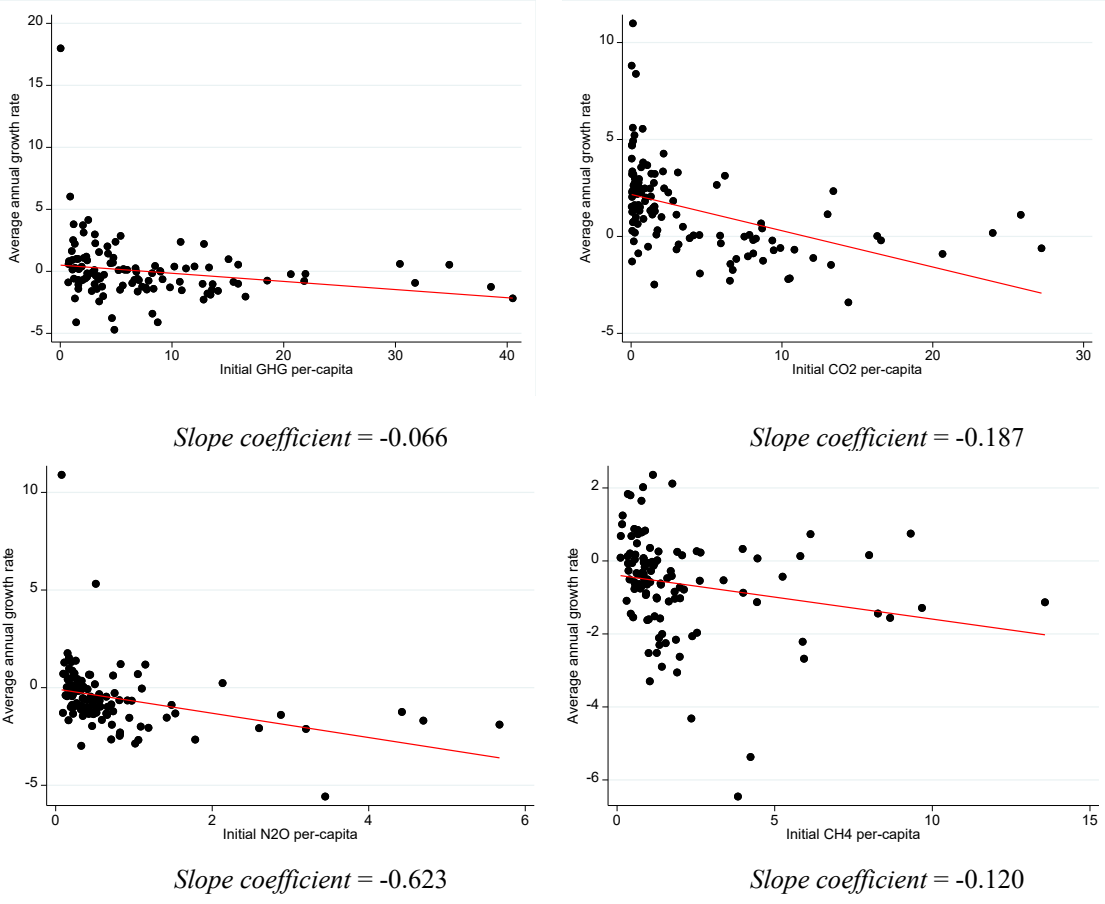 20
15
10
5
0
-5
Average annual growth rate
0 10 20 30 40
Initial GHG per-capita
Slope coefficient = -0.066
10
5
0
-5
Average annual growth rate
0 10 20 30
Initial CO2 per-capita
Slope coefficient = -0.187
10
5
0
-5
Average annual growth rate
0 2 4 6
Initial N2O per-capita
Slope coefficient = -0.623
2
0
-2
-4
-6
Average annual growth rate
0 5 10 15
Initial CH4 per-capita
Slope coefficient = -0.120